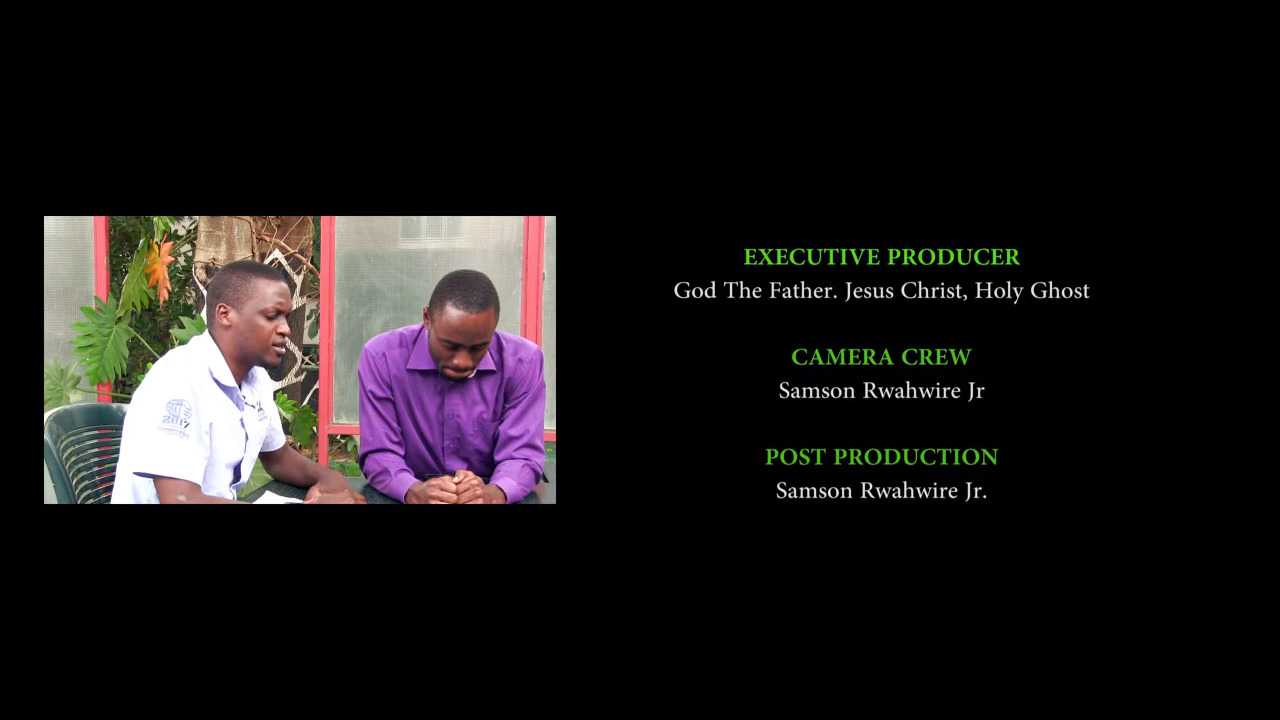 2017
EXECUTIVE PRODUCER
God The Father. Jesus Christ, Holy Ghost
CAMERA CREW
Samson Rwahwire Jr
POST PRODUCTION
Samson Rwahwire Jr.